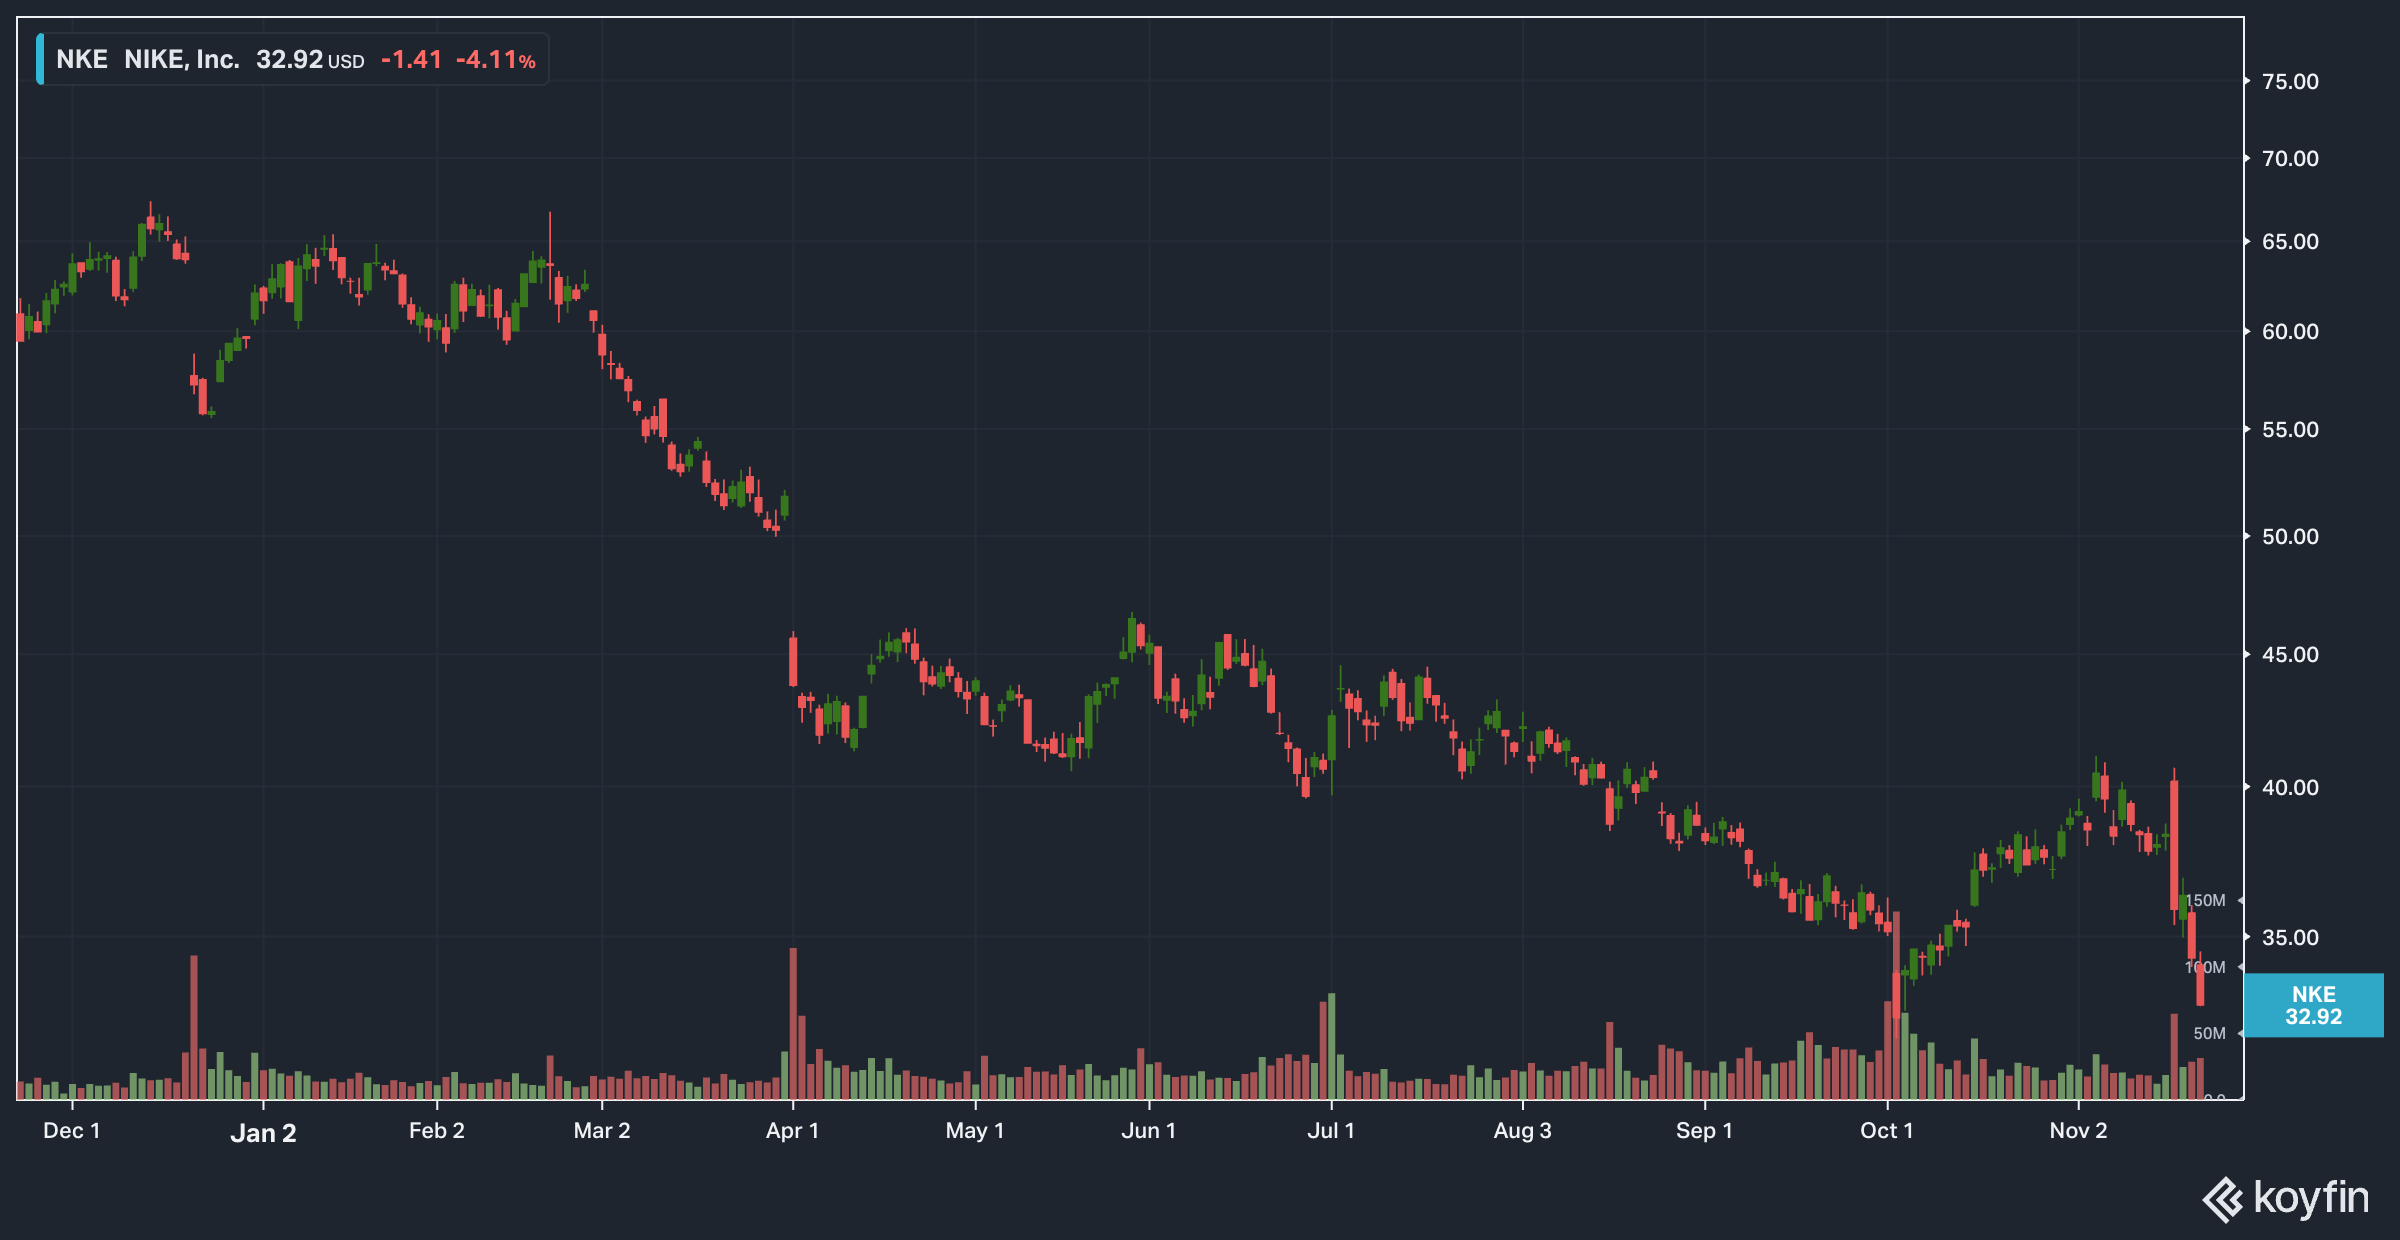 NKE NIKE, Inc. 32.92 USD -1.41 -4.11%
75.00
70.00
65.00
60.00
55.00
50.00
45.00
40.00
150M
35.00
100M
NKE
32.92
50M
0.0
Dec 1 Jan 2 Feb 2 Mar 2 Apr 1 May 1 Jun 1 Jul 1 Aug 3 Sep 1 Oct 1 Nov 2
koyfin